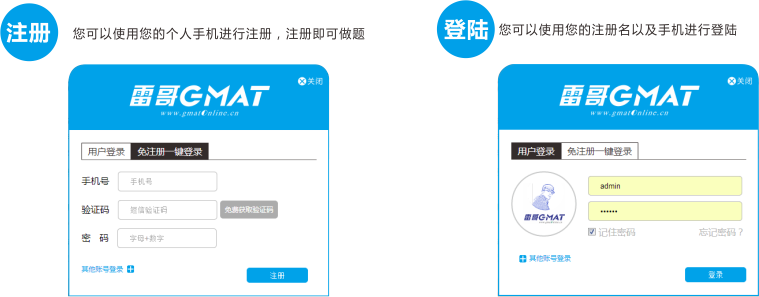 注册
您可以使用您的个人手机进行注册，注册即可做题
关闭
雷哥GMAT
www.gmatonline.cn
用户登录 免注册一键登录
手机号 手机号
验证码 短信验证码 免费获取验证码
密 码 字母+数字
其他账号登录
注册
登陆
您可以使用您的注册名以及手机进行登陆
关闭
雷哥GMAT
www.gmatonline.cn
用户登录 免注册一键登录
雷哥GMAT
admin
••••••
记住密码 忘记密码？
其他账号登录
登录